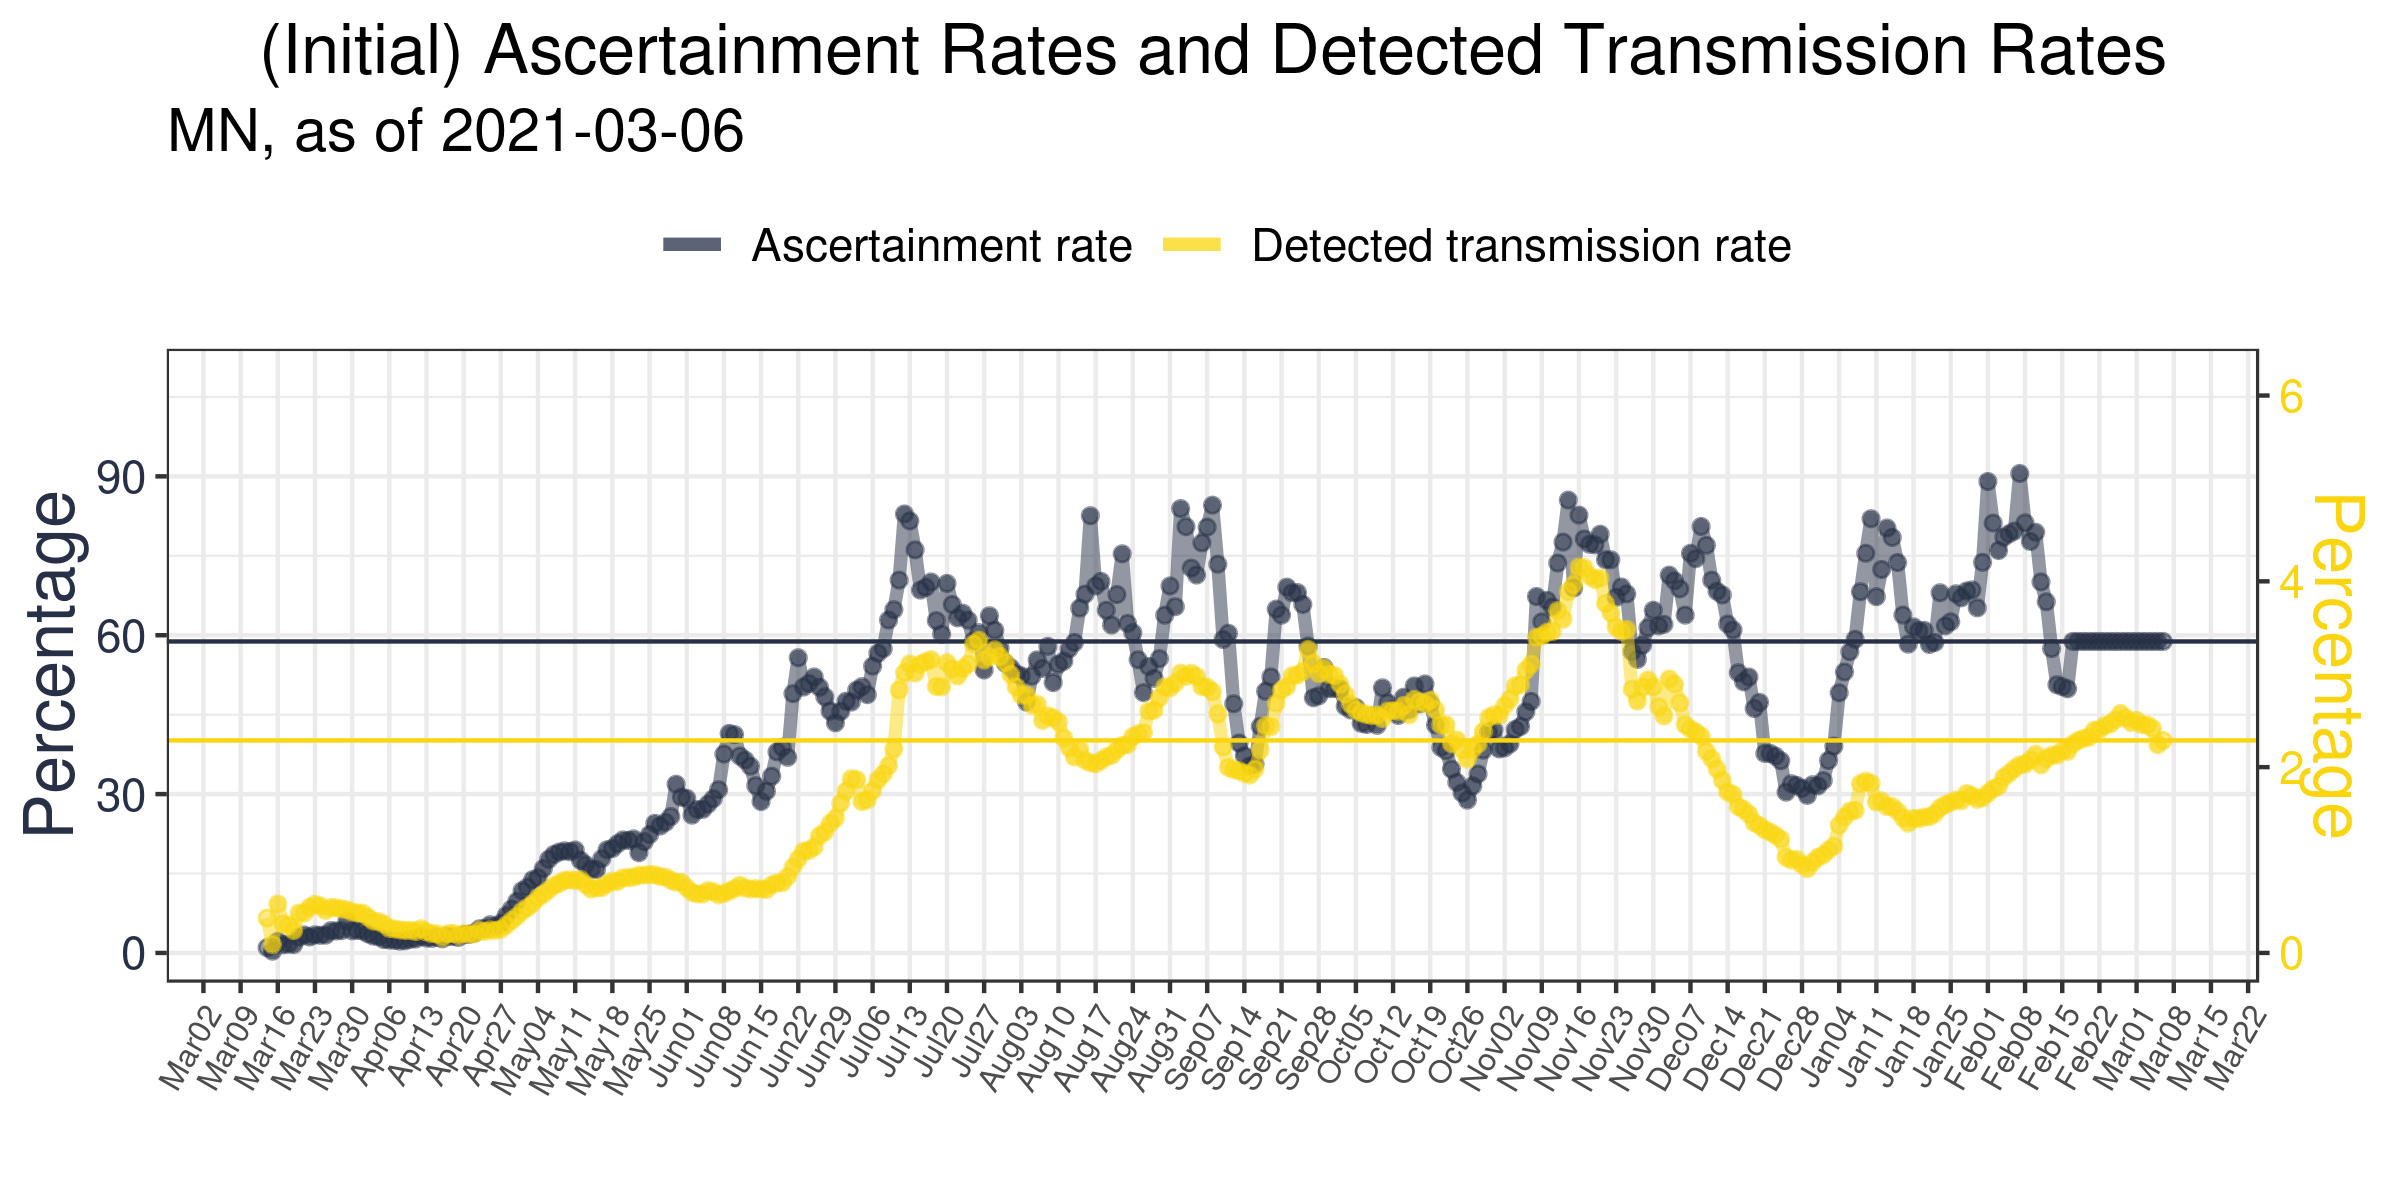 (Initial) Ascertainment Rates and Detected Transmission Rates
MN, as of 2021-03-06
Ascertainment rate
Detected transmission rate
Percentage
90
60
30
0
6
4
2
0
Percentage
Mar02
Mar09
Mar16
Mar23
Mar30
Apr06
Apr13
Apr20
Apr27
May04
May11
May18
May25
Jun01
Jun08
Jun15
Jun22
Jun29
Jul06
Jul13
Jul20
Jul27
Aug03
Aug10
Aug17
Aug24
Aug31
Sep07
Sep14
Sep21
Sep28
Oct05
Oct12
Oct19
Oct26
Nov02
Nov09
Nov16
Nov23
Nov30
Dec07
Dec14
Dec21
Dec28
Dec04
Jan11
Jan18
Jan25
Feb01
Feb08
Feb15
Feb22
Mar01
Mar08
Mar15
Mar22